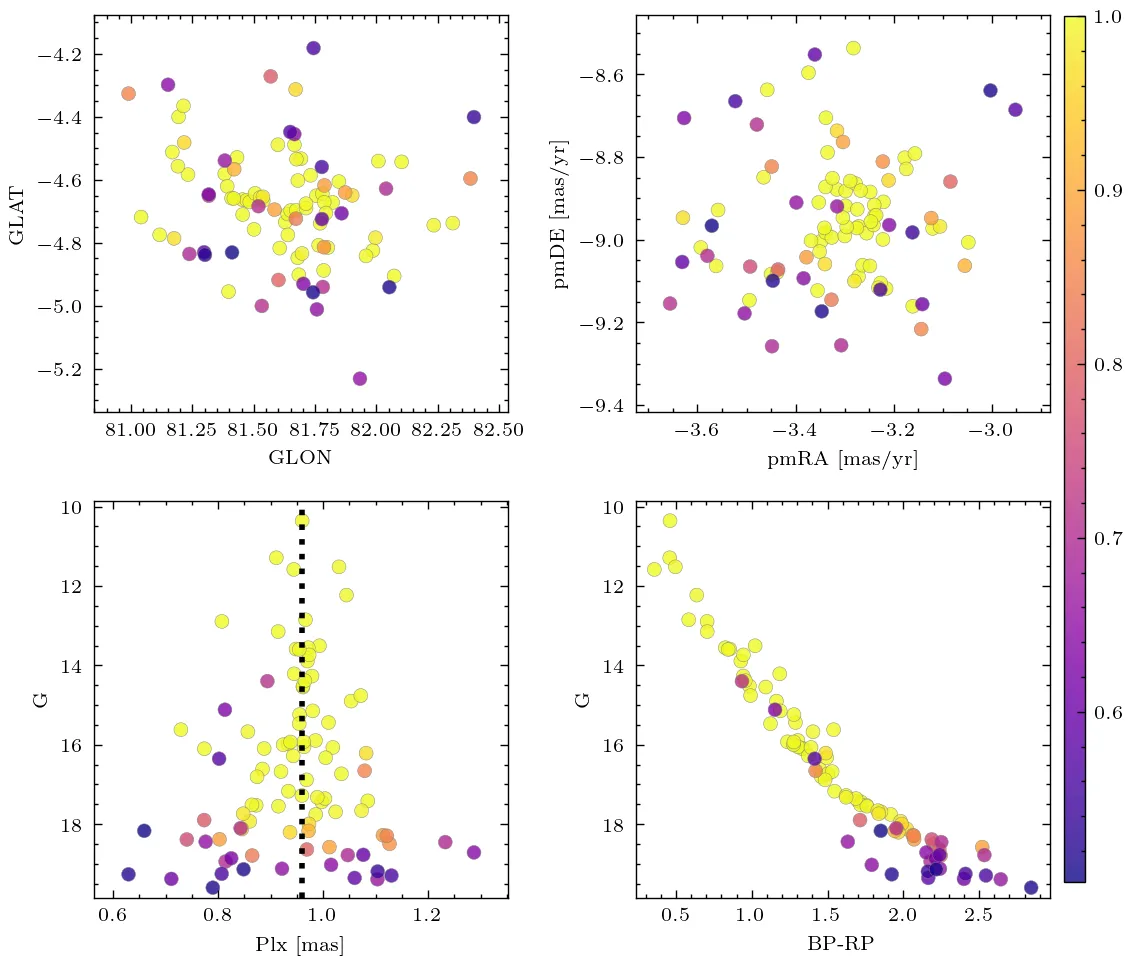 −4.2
−4.4
−4.6
−4.8
−5.0
−5.2
GLAT
81.00 81.25 81.50 81.75 82.00 82.25 82.50
GLON
−8.6
−8.8
−9.0
−9.2
−9.4
pmDE [mas/yr]
−3.6 −3.4 −3.2 −3.0
pmRA [mas/yr]
1.0
0.9
0.8
0.7
0.6
10
12
14
16
18
G
0.6 0.8 1.0 1.2
Plx [mas]
10
12
14
16
18
G
0.5 1.0 1.5 2.0 2.5
BP-RP